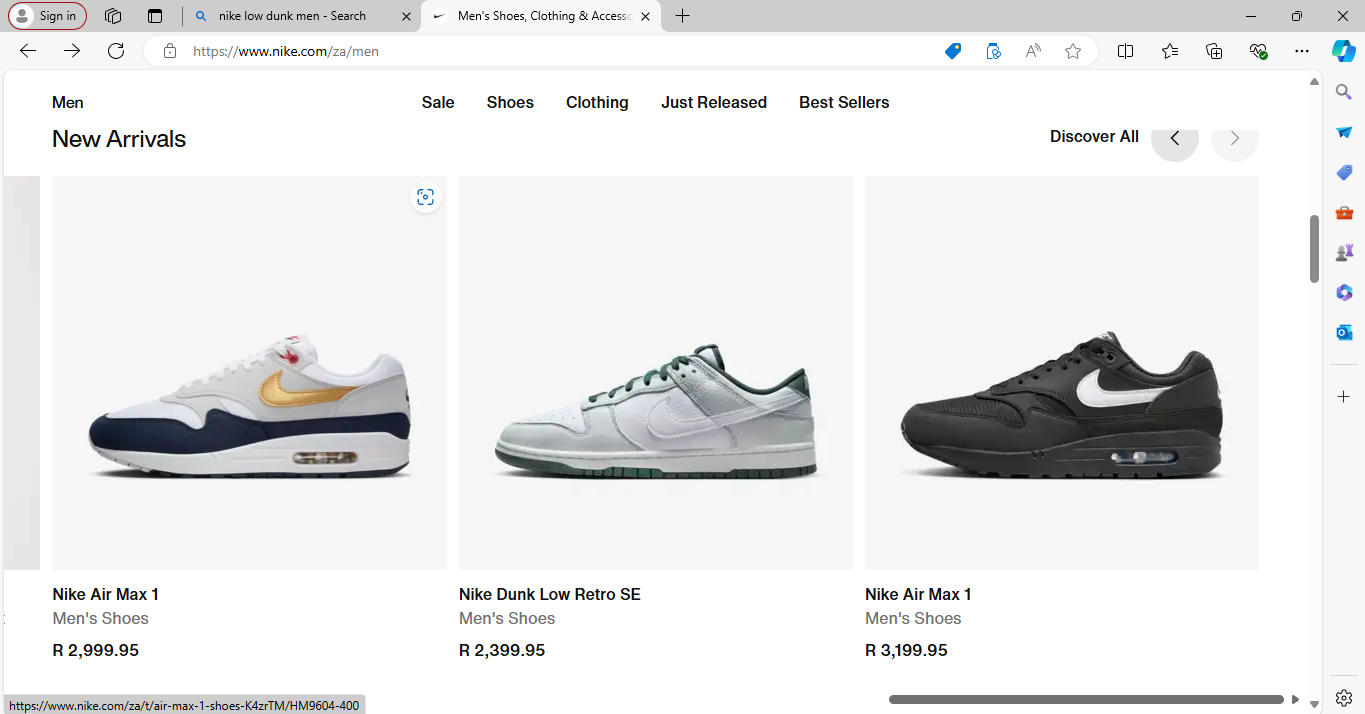 Sign in
nike low dunk men - Search
Men's Shoes, Clothing & Access
https://www.nike.com/za/men
Men
Sale
Shoes
Clothing
Just Released
Best Sellers
New Arrivals
Discover All
Nike Air Max 1
Men's Shoes
R 2,999.95
Nike Dunk Low Retro SE
Men's Shoes
R 2,399.95
Nike Air Max 1
Men's Shoes
R 3,199.95
https://www.nike.com/za/t/air-max-1-shoes-K4zrTM/HM9604-400